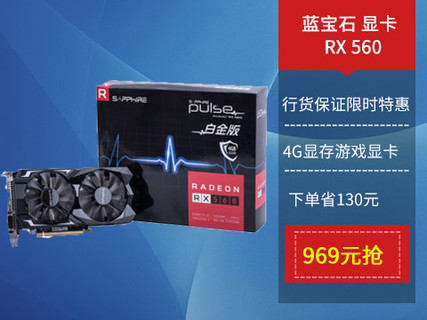 蓝宝石 显卡
RX 560
行货保证限时特惠
4G显存游戏显卡
下单省130元
969元抢
SAPPHIRE
pulse
白金版
RADEON
RX 560